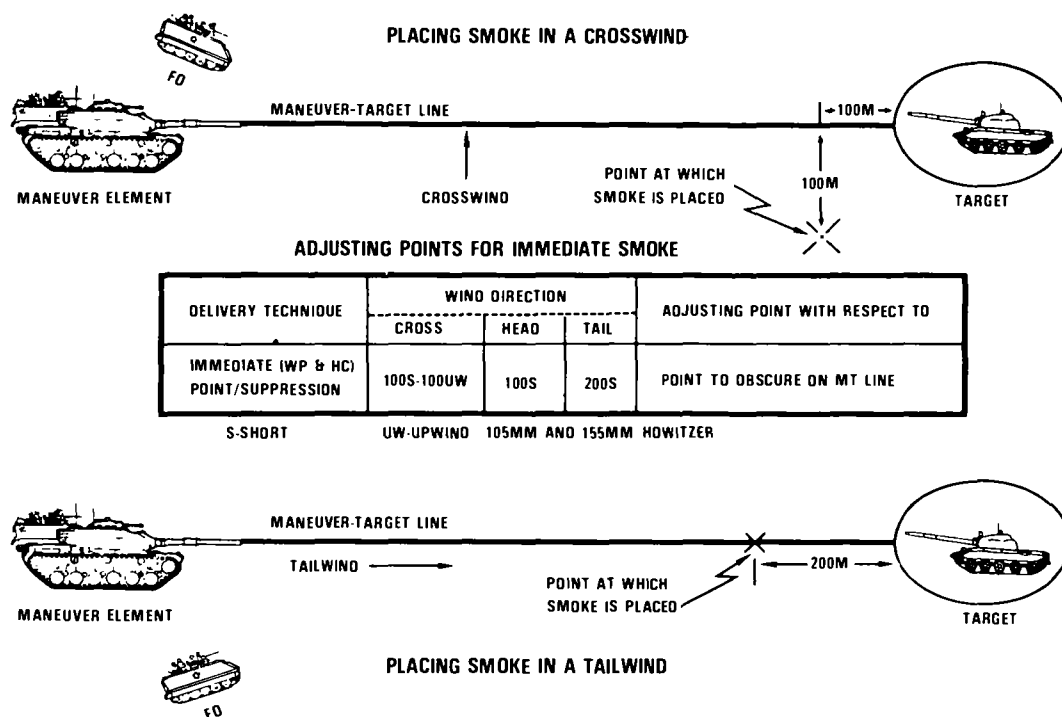 PLACING SMOKE IN A CROSSWIND
FO
MANEUVER-TARGET LINE
100M
MANEUVER ELEMENT
CROSSWIND
POINT AT WHICH
SMOKE IS PLACED
100M
TARGET
ADJUSTING POINTS FOR IMMEDIATE SMOKE
DELIVERY TECHNIQUE
WIND DIRECTION
ADJUSTING POINT WITH RESPECT TO
CROSS HEAD TAIL
IMMEDIATE (WP & HC)
POINT/SUPPRESSION
100S-100UW 100S 200S POINT TO OBSCURE ON MT LINE
S-SHORT UW-UPWIND 105MM AND 155MM HOWITZER
MANEUVER-TARGET LINE
TAILWIND
200M
POINT AT WHICH
SMOKE IS PLACED
MANEUVER ELEMENT
TARGET
PLACING SMOKE IN A TAILWIND
FO